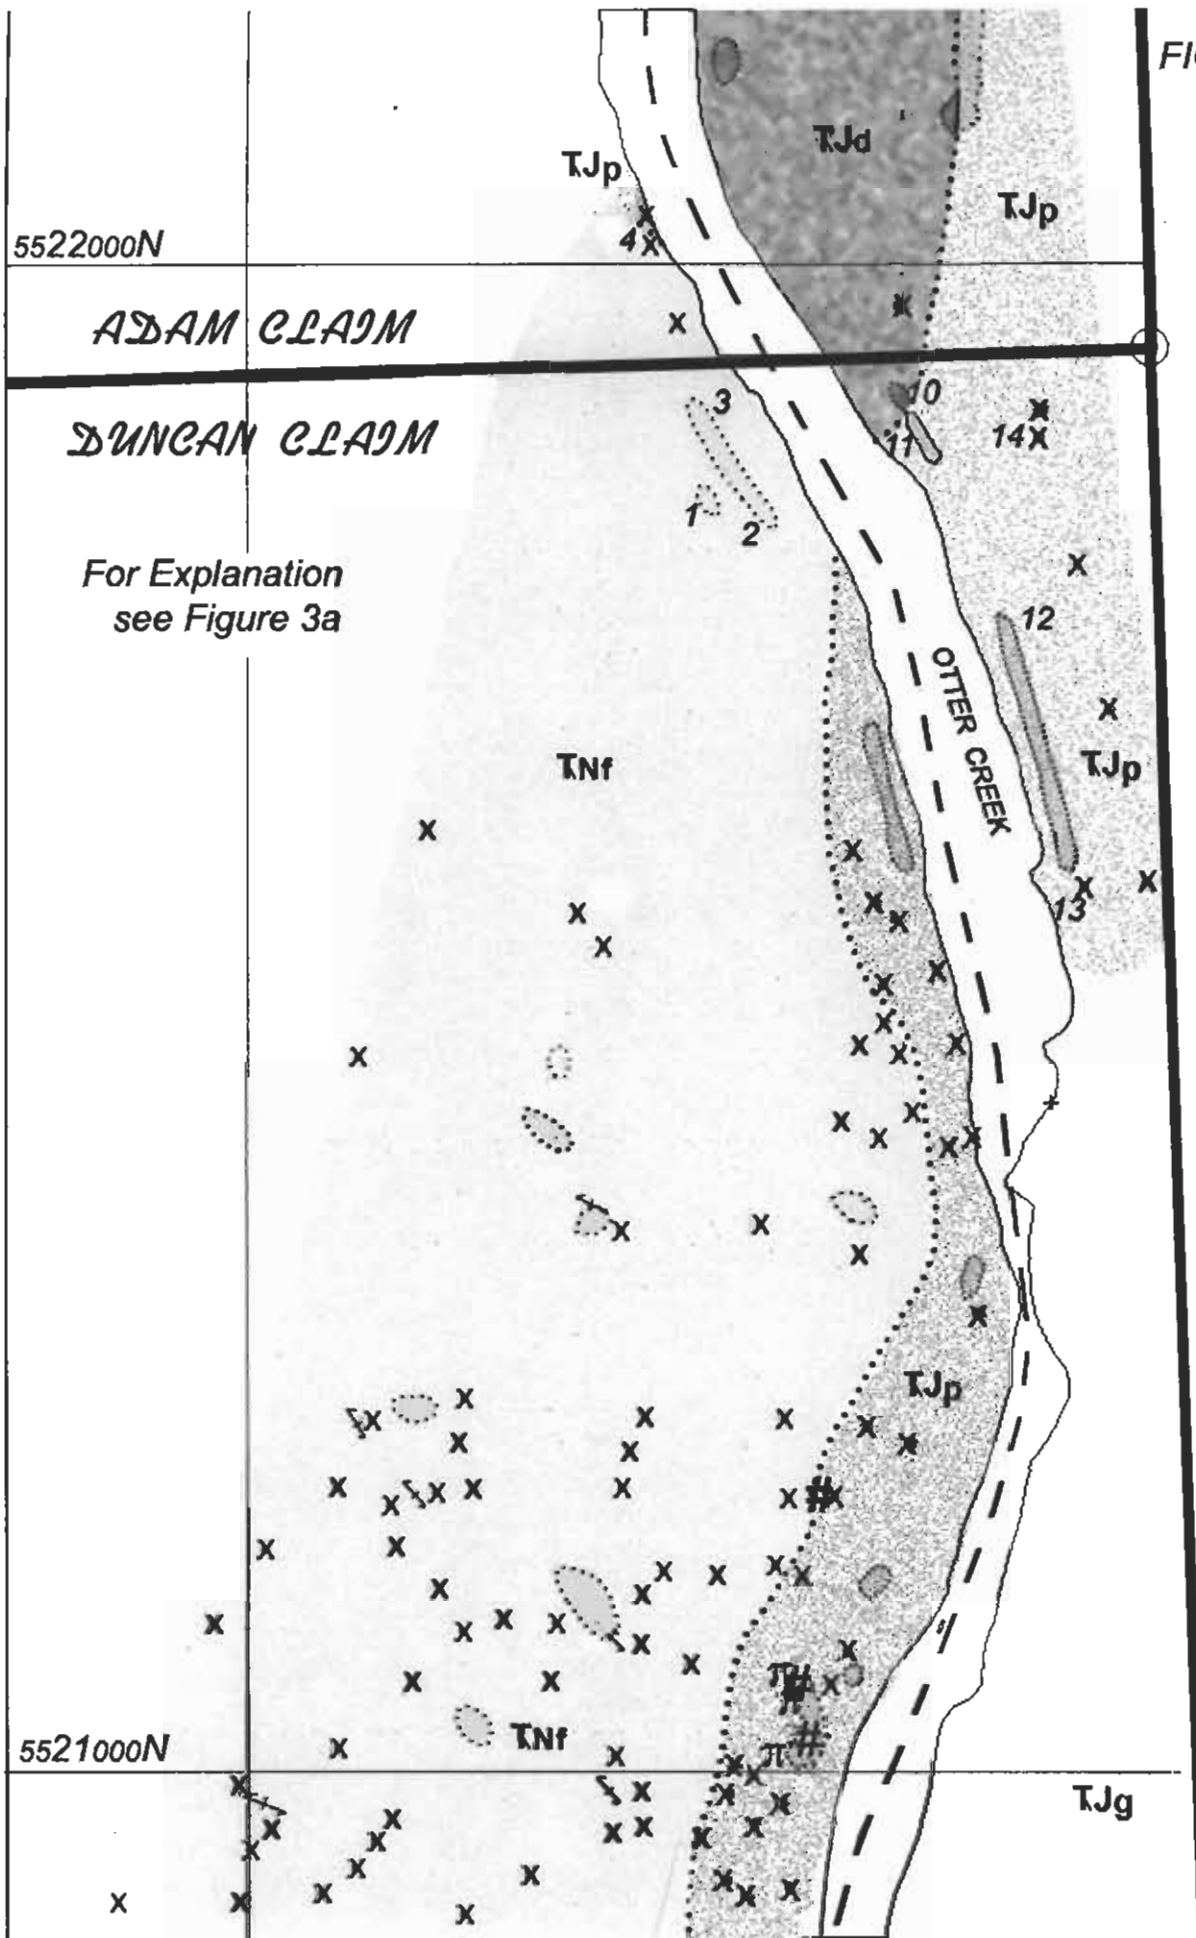 FI
TJd
TJp
TJp
4
5522000N
ADAM CLAIM
DUNCAN CLAIM
3
10
11
14
1
2
For Explanation
see Figure 3a
12
OTTER CREEK
TNf
TJp
13
TJp
TNf
5521000N
TJg